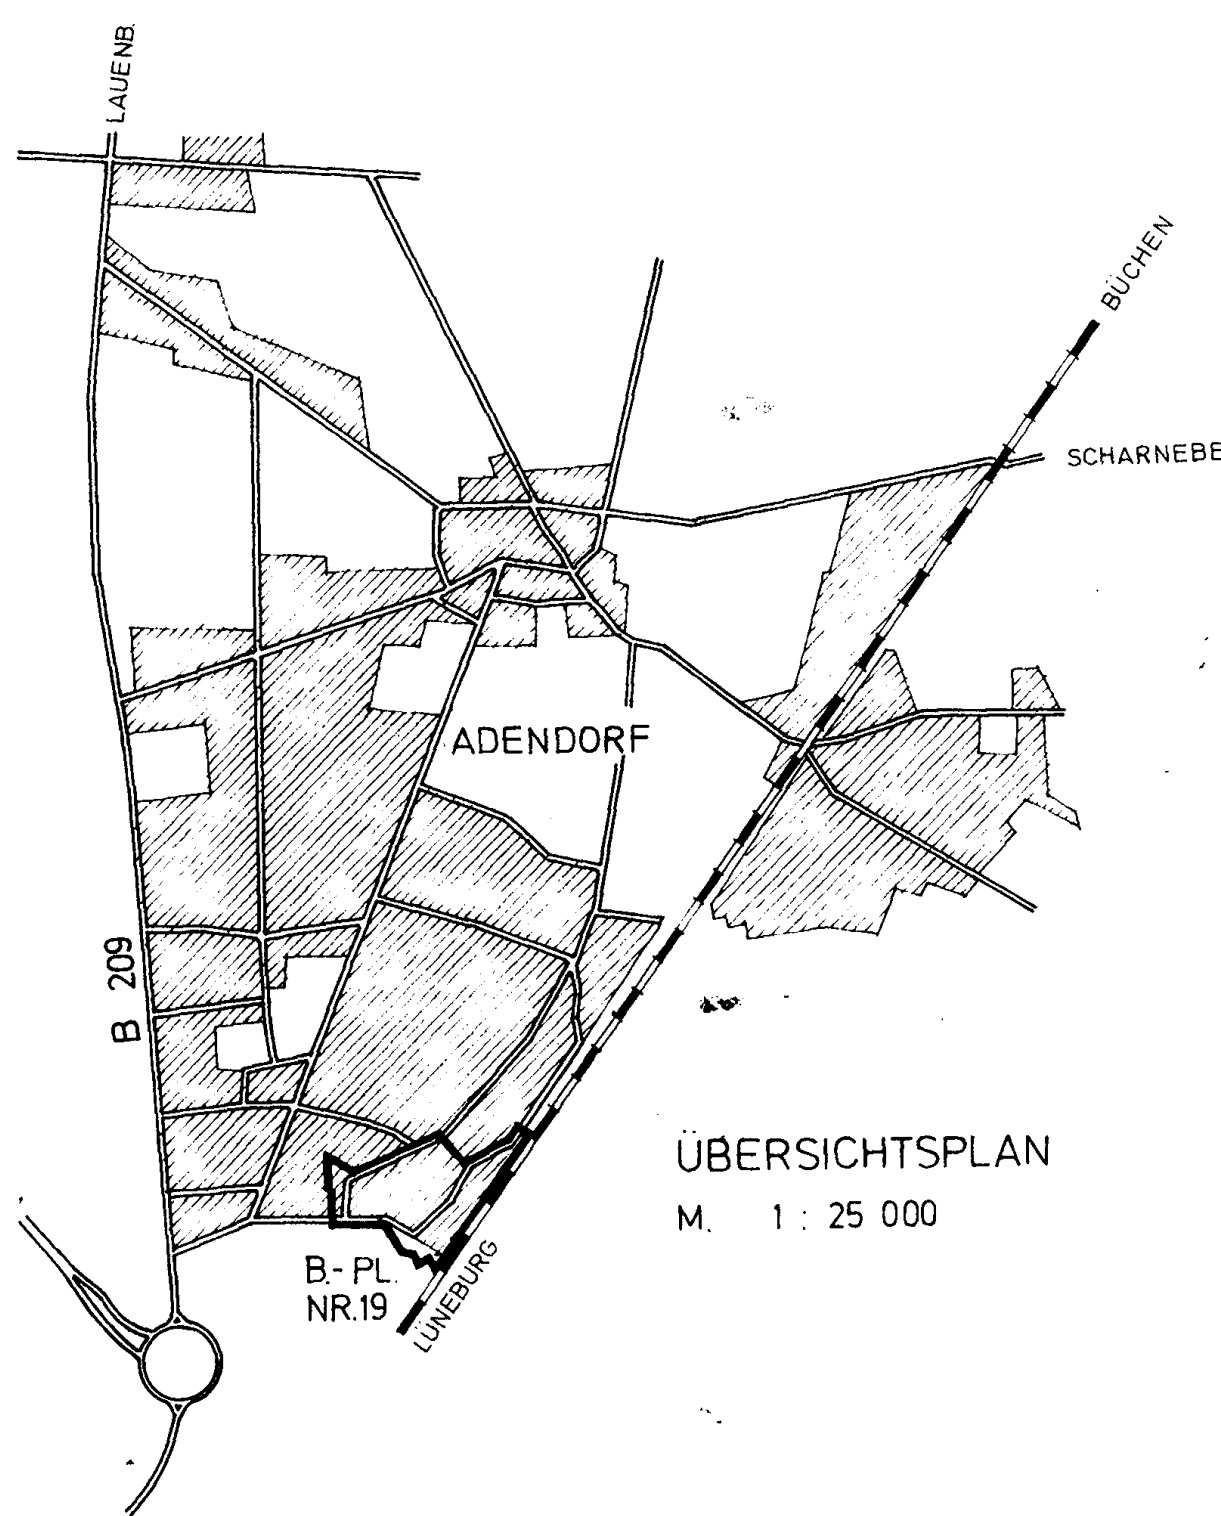 LAUENB.
BÜCHEN
SCHARNEBE
ADENDORF
B 209
ÜBERSICHTSPLAN
M. 1 : 25 000
B.- PL.
NR.19
LÜNEBURG